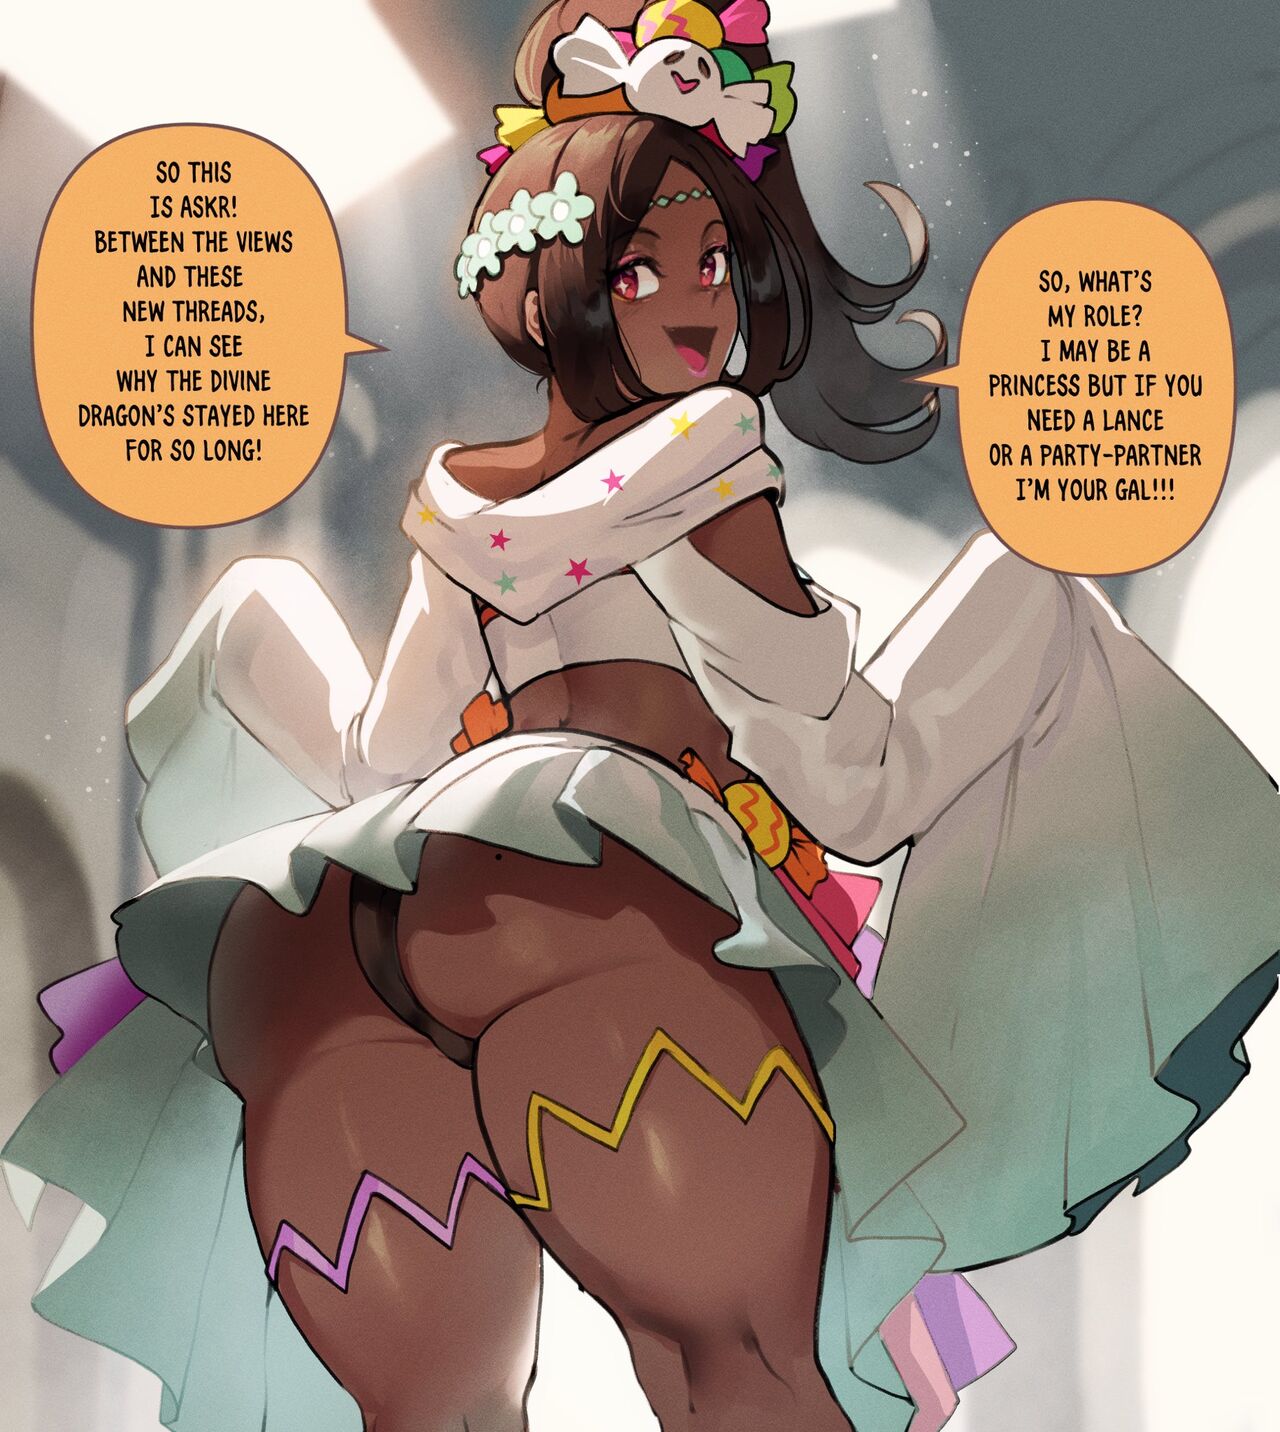 SO THIS
IS ASKR!
BETWEEN THE VIEWS
AND THESE
NEW THREADS,
I CAN SEE
WHY THE DIVINE
DRAGON'S STAYED HERE
FOR SO LONG!
SO, WHAT'S
MY ROLE?
I MAY BE A
PRINCESS BUT IF YOU
NEED A LANCE
OR A PARTY-PARTNER
I'M YOUR GAL!!!